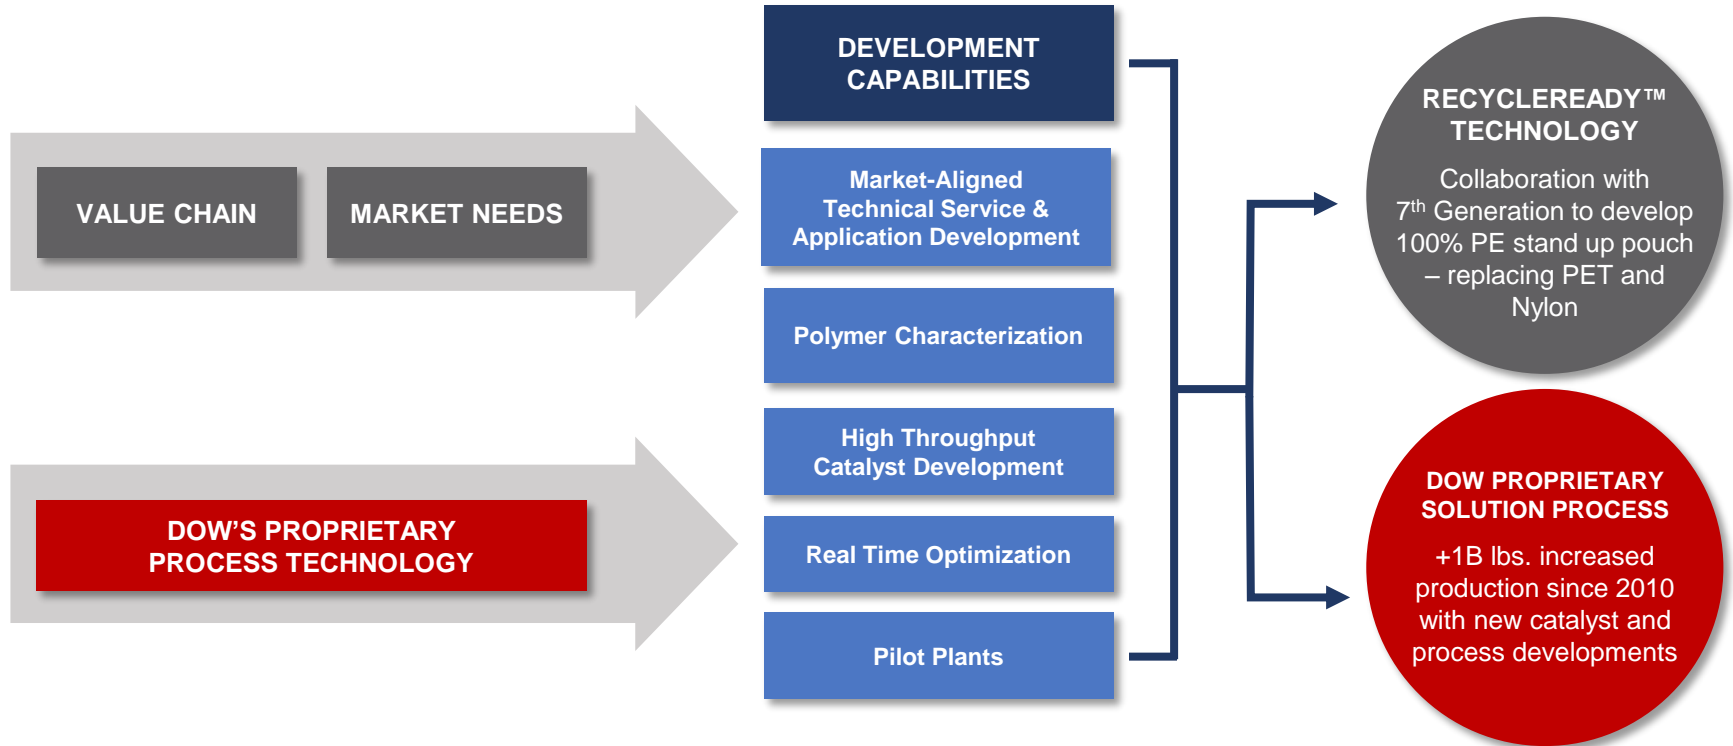 VALUE CHAIN
MARKET NEEDS
DOW’S PROPRIETARY
PROCESS TECHNOLOGY
DEVELOPMENT
CAPABILITIES
Market-Aligned
Technical Service &
Application Development
Polymer Characterization
High Throughput
Catalyst Development
Real Time Optimization
Pilot Plants
RECYCLEREADY™
TECHNOLOGY
Collaboration with
7th Generation to develop
100% PE stand up pouch
– replacing PET and
Nylon
DOW PROPRIETARY
SOLUTION PROCESS
+1B lbs. increased
production since 2010
with new catalyst and
process developments